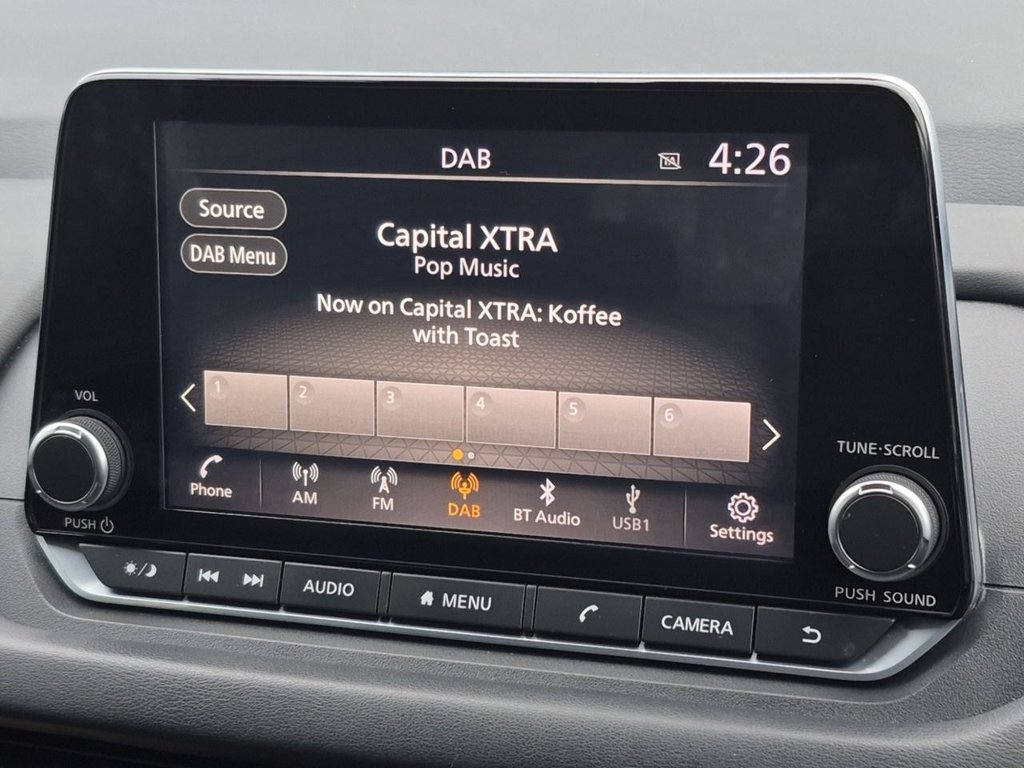 DAB
TA
4:26
Source
DAB Menu
Capital XTRA
Pop Music
Now on Capital XTRA: Koffee
with Toast
1 2 3 4 5 6
VOL
PUSH
Phone
AM
FM
DAB
BT Audio
USB1
Settings
TUNE·SCROLL
PUSH SOUND
AUDIO
MENU
CAMERA